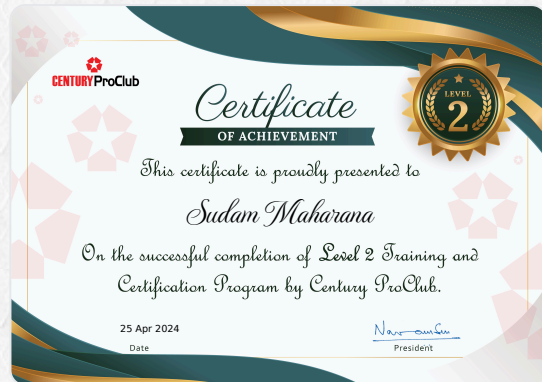 CENTURY ProClub
LEVEL
2
Certificate
OF ACHIEVEMENT
This certificate is proudly presented to
Sudam Maharana
On the successful completion of Level 2 Training and
Certification Program by Century ProClub.
25 Apr 2024
Date
President